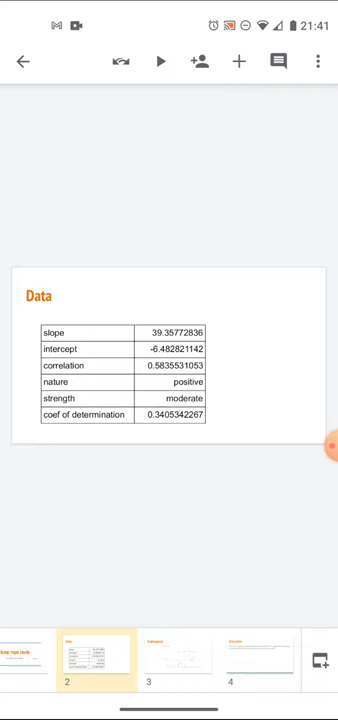 21:41
Data
slope 39.35772836
intercept -6.482821142
correlation 0.5835531053
nature positive
strength moderate
coef of determination 0.3405342267
2
3
4